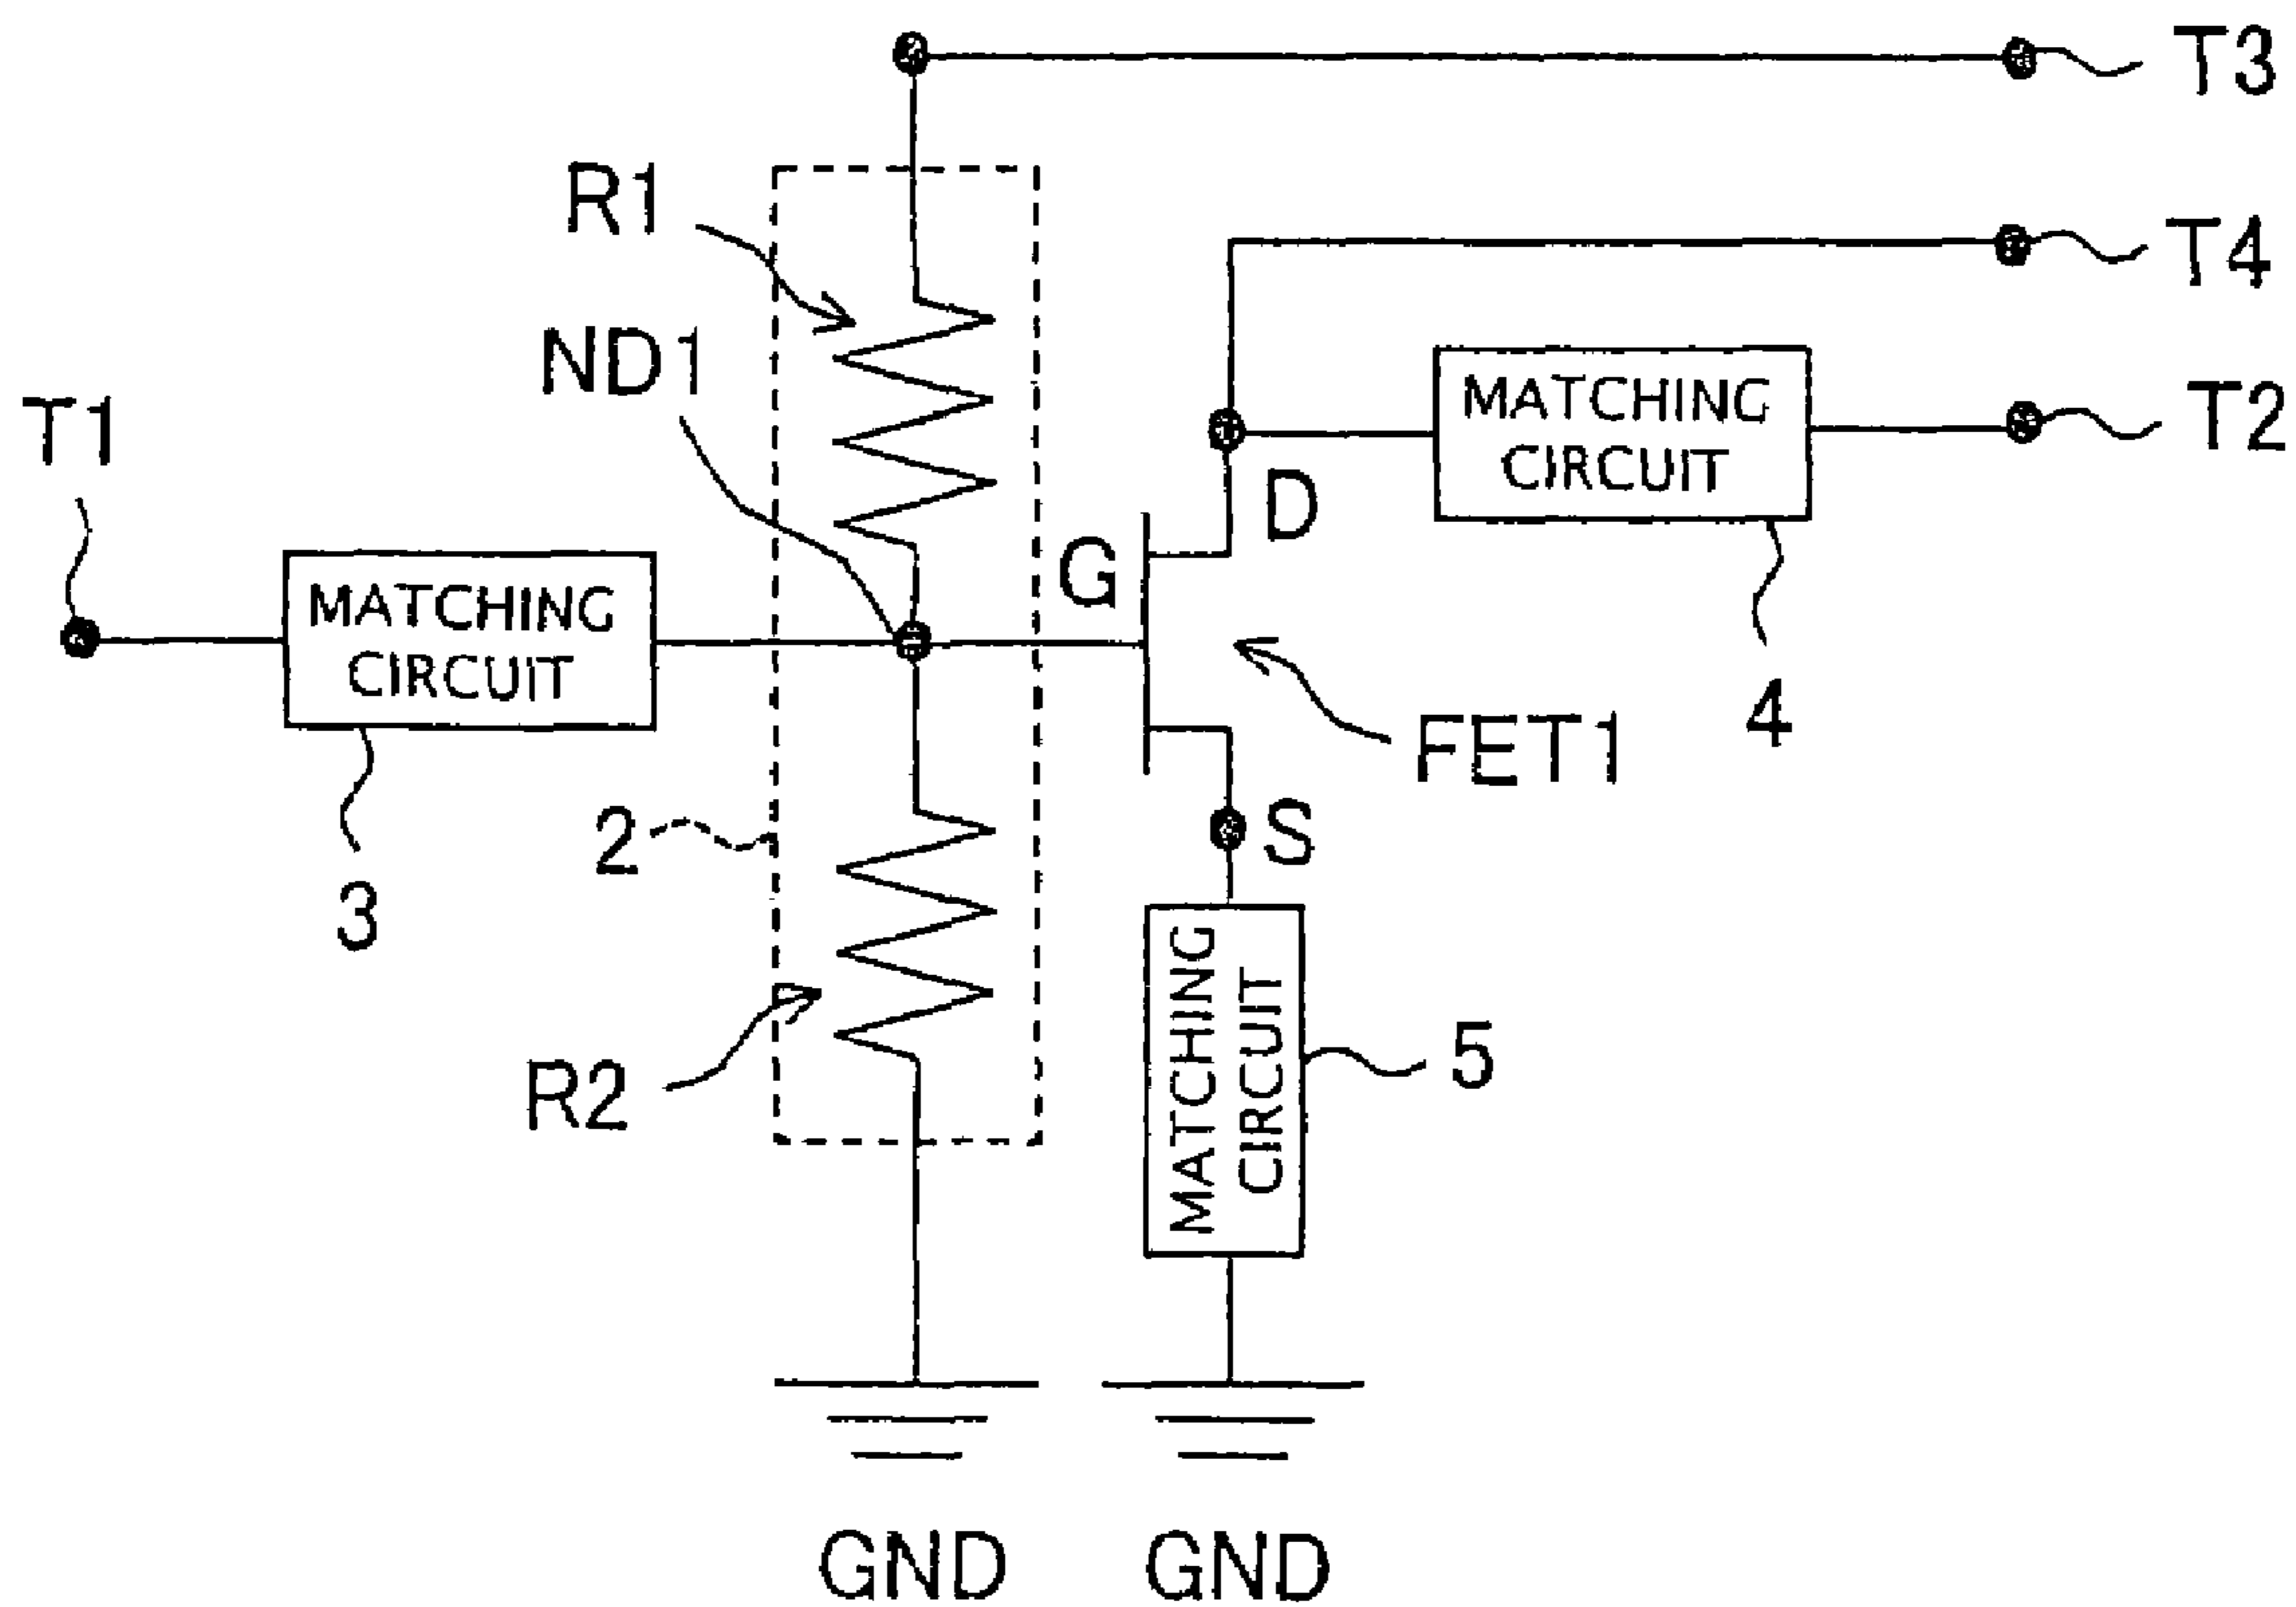 T3
R1
T4
ND1
T1
MATCHING
CIRCUIT
T2
D
G
MATCHING
CIRCUIT
FET1
4
2
S
3
MATCHING
CIRCUIT
5
R2
GND
GND